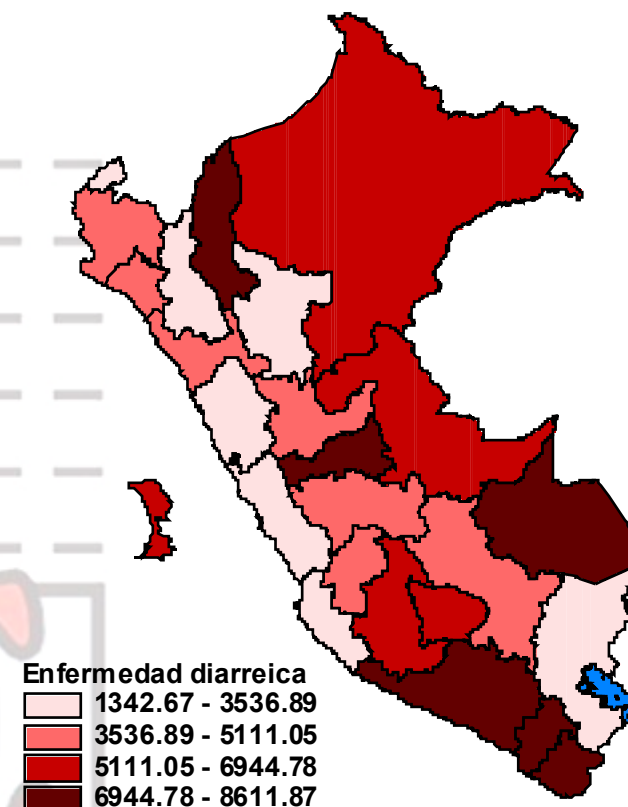 Enfermedad diarreica
1342.67 - 3536.89
3536.89 - 5111.05
5111.05 - 6944.78
6944.78 - 8611.87